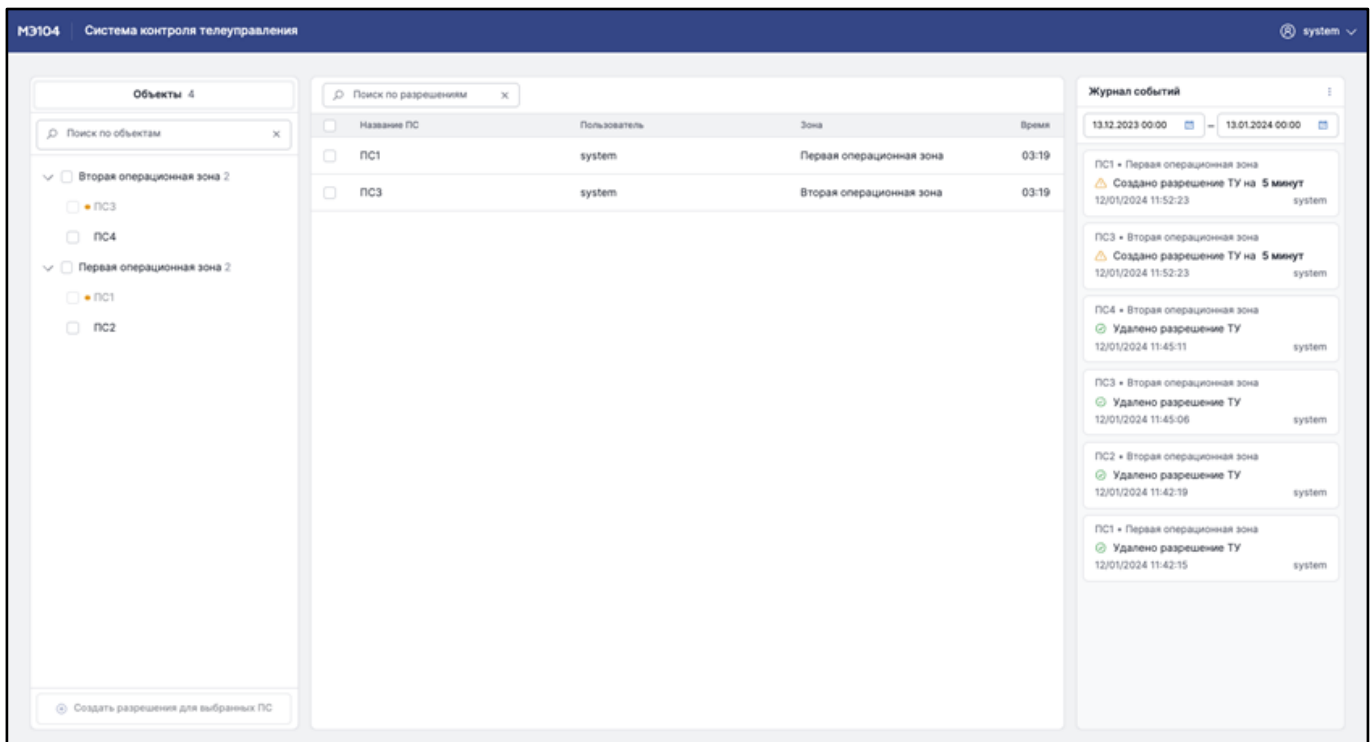 МЭ104 Система контроля телеуправления system
Объекты 4
Поиск по объектам
Вторая операционная зона 2
ПС3
ПС4
Первая операционная зона 2
ПС1
ПС2
Создать разрешения для выбранных ПС
Поиск по разрешениям
Название ПС Пользователь Зона Время
ПС1 system Первая операционная зона 03:19
ПС3 system Вторая операционная зона 03:19
Журнал событий
13.12.2023 00:00 – 13.01.2024 00:00
ПС1 • Первая операционная зона
Создано разрешение ТУ на 5 минут
12/01/2024 11:52:23 system
ПС3 • Вторая операционная зона
Создано разрешение ТУ на 5 минут
12/01/2024 11:52:23 system
ПС4 • Вторая операционная зона
Удалено разрешение ТУ
12/01/2024 11:45:11 system
ПС3 • Вторая операционная зона
Удалено разрешение ТУ
12/01/2024 11:45:06 system
ПС2 • Вторая операционная зона
Удалено разрешение ТУ
12/01/2024 11:42:19 system
ПС1 • Первая операционная зона
Удалено разрешение ТУ
12/01/2024 11:42:15 system